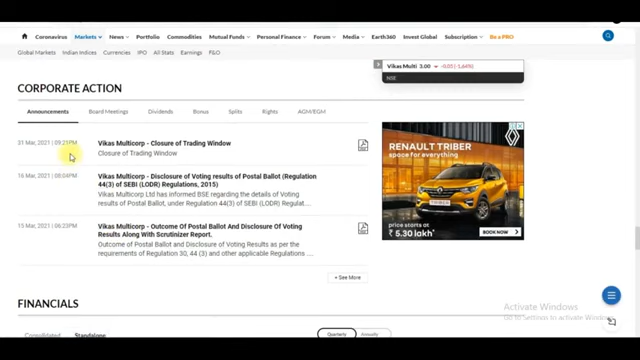 Coronavirus Markets News Portfolio Commodities Mutual Funds Personal Finance Forum Media Earth360 Invest Global Subscription Be a PRO
Global Markets Indian Indices Currencies IPO All Stats Earnings F&O
Vikas Multi 3.00 -0.05 (-1.64%)
NSE
CORPORATE ACTION
Announcements Board Meetings Dividends Bonus Splits Rights AGM/EGM
31 Mar, 2021 | 09:21PM
Vikas Multicorp - Closure of Trading Window
Closure of Trading Window
16 Mar, 2021 | 08:04PM
Vikas Multicorp - Disclosure of Voting results of Postal Ballot (Regulation
44(3) of SEBI (LODR) Regulations, 2015)
Vikas Multicorp Ltd has informed BSE regarding the details of Voting
results of Postal Ballot, under Regulation 44(3) of SEBI (LODR) Regulat...
15 Mar, 2021 | 06:23PM
Vikas Multicorp - Outcome Of Postal Ballot And Disclosure Of Voting
Results Along With Scrutinizer Report.
Outcome of Postal Ballot and Disclosure of Voting Results as per the
requirements of Regulation 30, 44 (3) and other applicable Regulations ...
+ See More
RENAULT TRIBER
space for everything
price starts at
₹ 5.30 lakh*
BOOK NOW
FINANCIALS
Consolidated Standalone
Quarterly Annually
Activate Windows
Go to Settings to activate Windows.